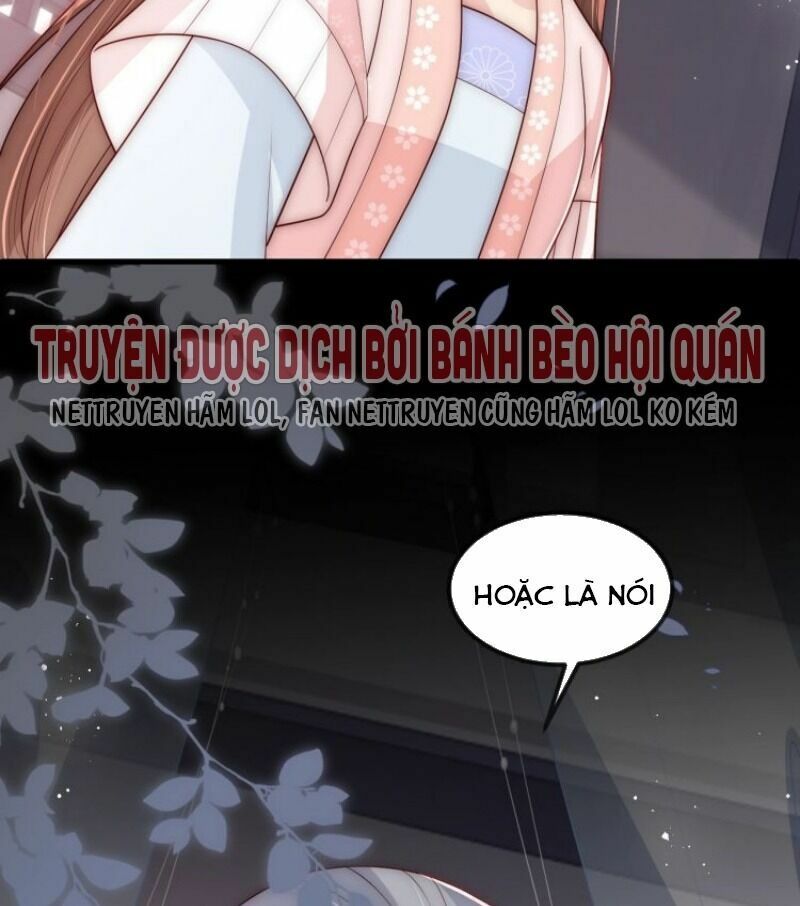 TRUYỆN ĐƯỢC DỊCH BỞI BÁNH BÈO HỘI QUÁN
NETTRUYEN HÃM LOL, FAN NETTRUYEN CŨNG HÃM LOL KO KÉM
HOẶC LÀ NÓI